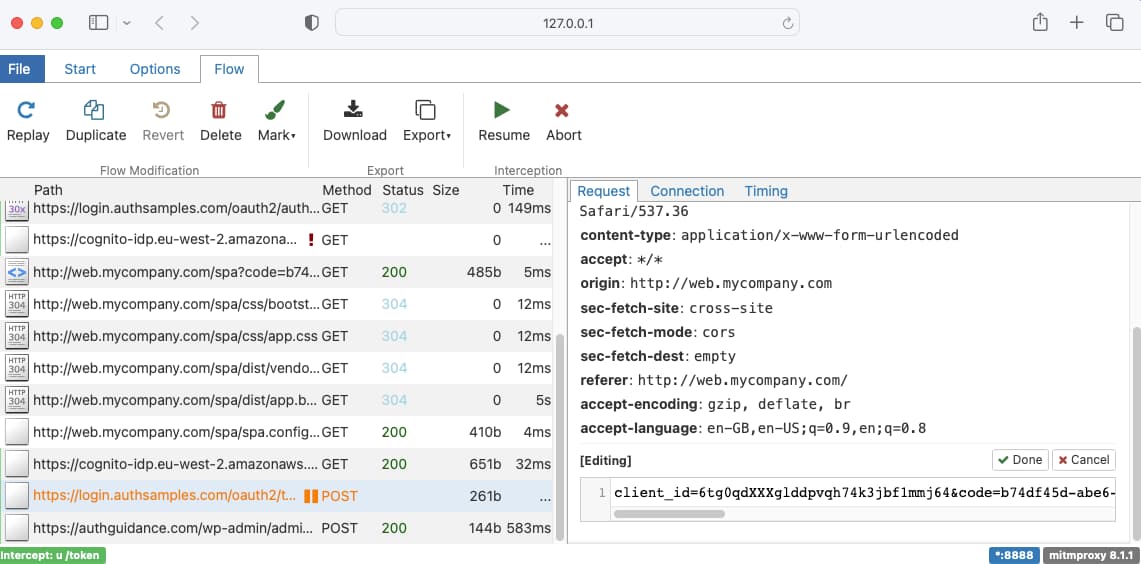 127.0.0.1
File Start Options Flow
Replay Duplicate Revert Delete Mark▾ Download Export▾ Resume Abort
Flow Modification Export Interception
Path Method Status Size Time
HTTP 30x https://login.authsamples.com/oauth2/auth... GET 302 0 149ms
https://cognito-idp.eu-west-2.amazona... ! GET 0 ...
<> http://web.mycompany.com/spa?code=b74... GET 200 485b 5ms
HTTP 304 http://web.mycompany.com/spa/css/bootst... GET 304 0 12ms
HTTP 304 http://web.mycompany.com/spa/css/app.css GET 304 0 12ms
HTTP 304 http://web.mycompany.com/spa/dist/vendo... GET 304 0 12ms
HTTP 304 http://web.mycompany.com/spa/dist/app.b... GET 304 0 5s
http://web.mycompany.com/spa/spa.config... GET 200 410b 4ms
https://cognito-idp.eu-west-2.amazonaws.... GET 200 651b 32ms
https://login.authsamples.com/oauth2/t... POST 261b ...
https://authguidance.com/wp-admin/admi... POST 200 144b 583ms
Request Connection Timing
Safari/537.36
content-type: application/x-www-form-urlencoded
accept: */*
origin: http://web.mycompany.com
sec-fetch-site: cross-site
sec-fetch-mode: cors
sec-fetch-dest: empty
referer: http://web.mycompany.com/
accept-encoding: gzip, deflate, br
accept-language: en-GB,en-US;q=0.9,en;q=0.8
[Editing] Done Cancel
1 client_id=6tg0qdXXXglddpvqh74k3jbf1mmj64&code=b74df45d-abe6-
Intercept: u /token *:8888 mitmproxy 8.1.1